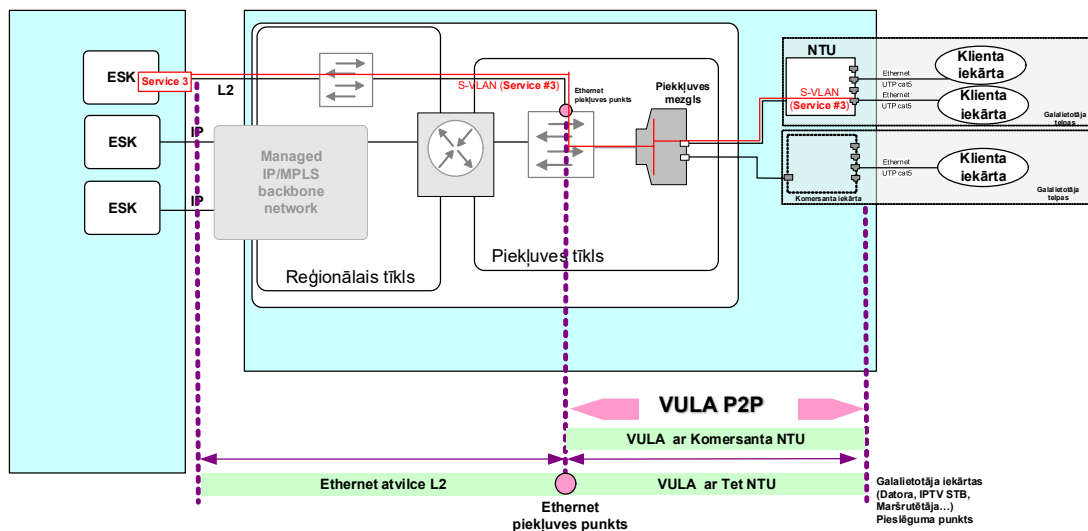 ESK
Service 3
L2
ESK
IP
ESK
IP
Managed
IP/MPLS
backbone
network
Reģionālais tīkls
Piekļuves tīkls
S-VLAN (Service #3)
Ethernet
piekļuves punkts
Piekļuves
mezgls
NTU
S-VLAN
(Service #3)
Ethernet
UTP cat5
Ethernet
UTP cat5
Klienta
iekārta
Klienta
iekārta
Galalietotāja
telpas
Ethernet
UTP cat5
Klienta
iekārta
Komersanta iekārta
Galalietotāja
telpas
VULA P2P
VULA ar Komersanta NTU
Ethernet atvilce L2
VULA ar Tet NTU
Ethernet
piekļuves punkts
Galalietotāja iekārtas
(Datora, IPTV STB,
Maršrutētāja...)
Pieslēguma punkts